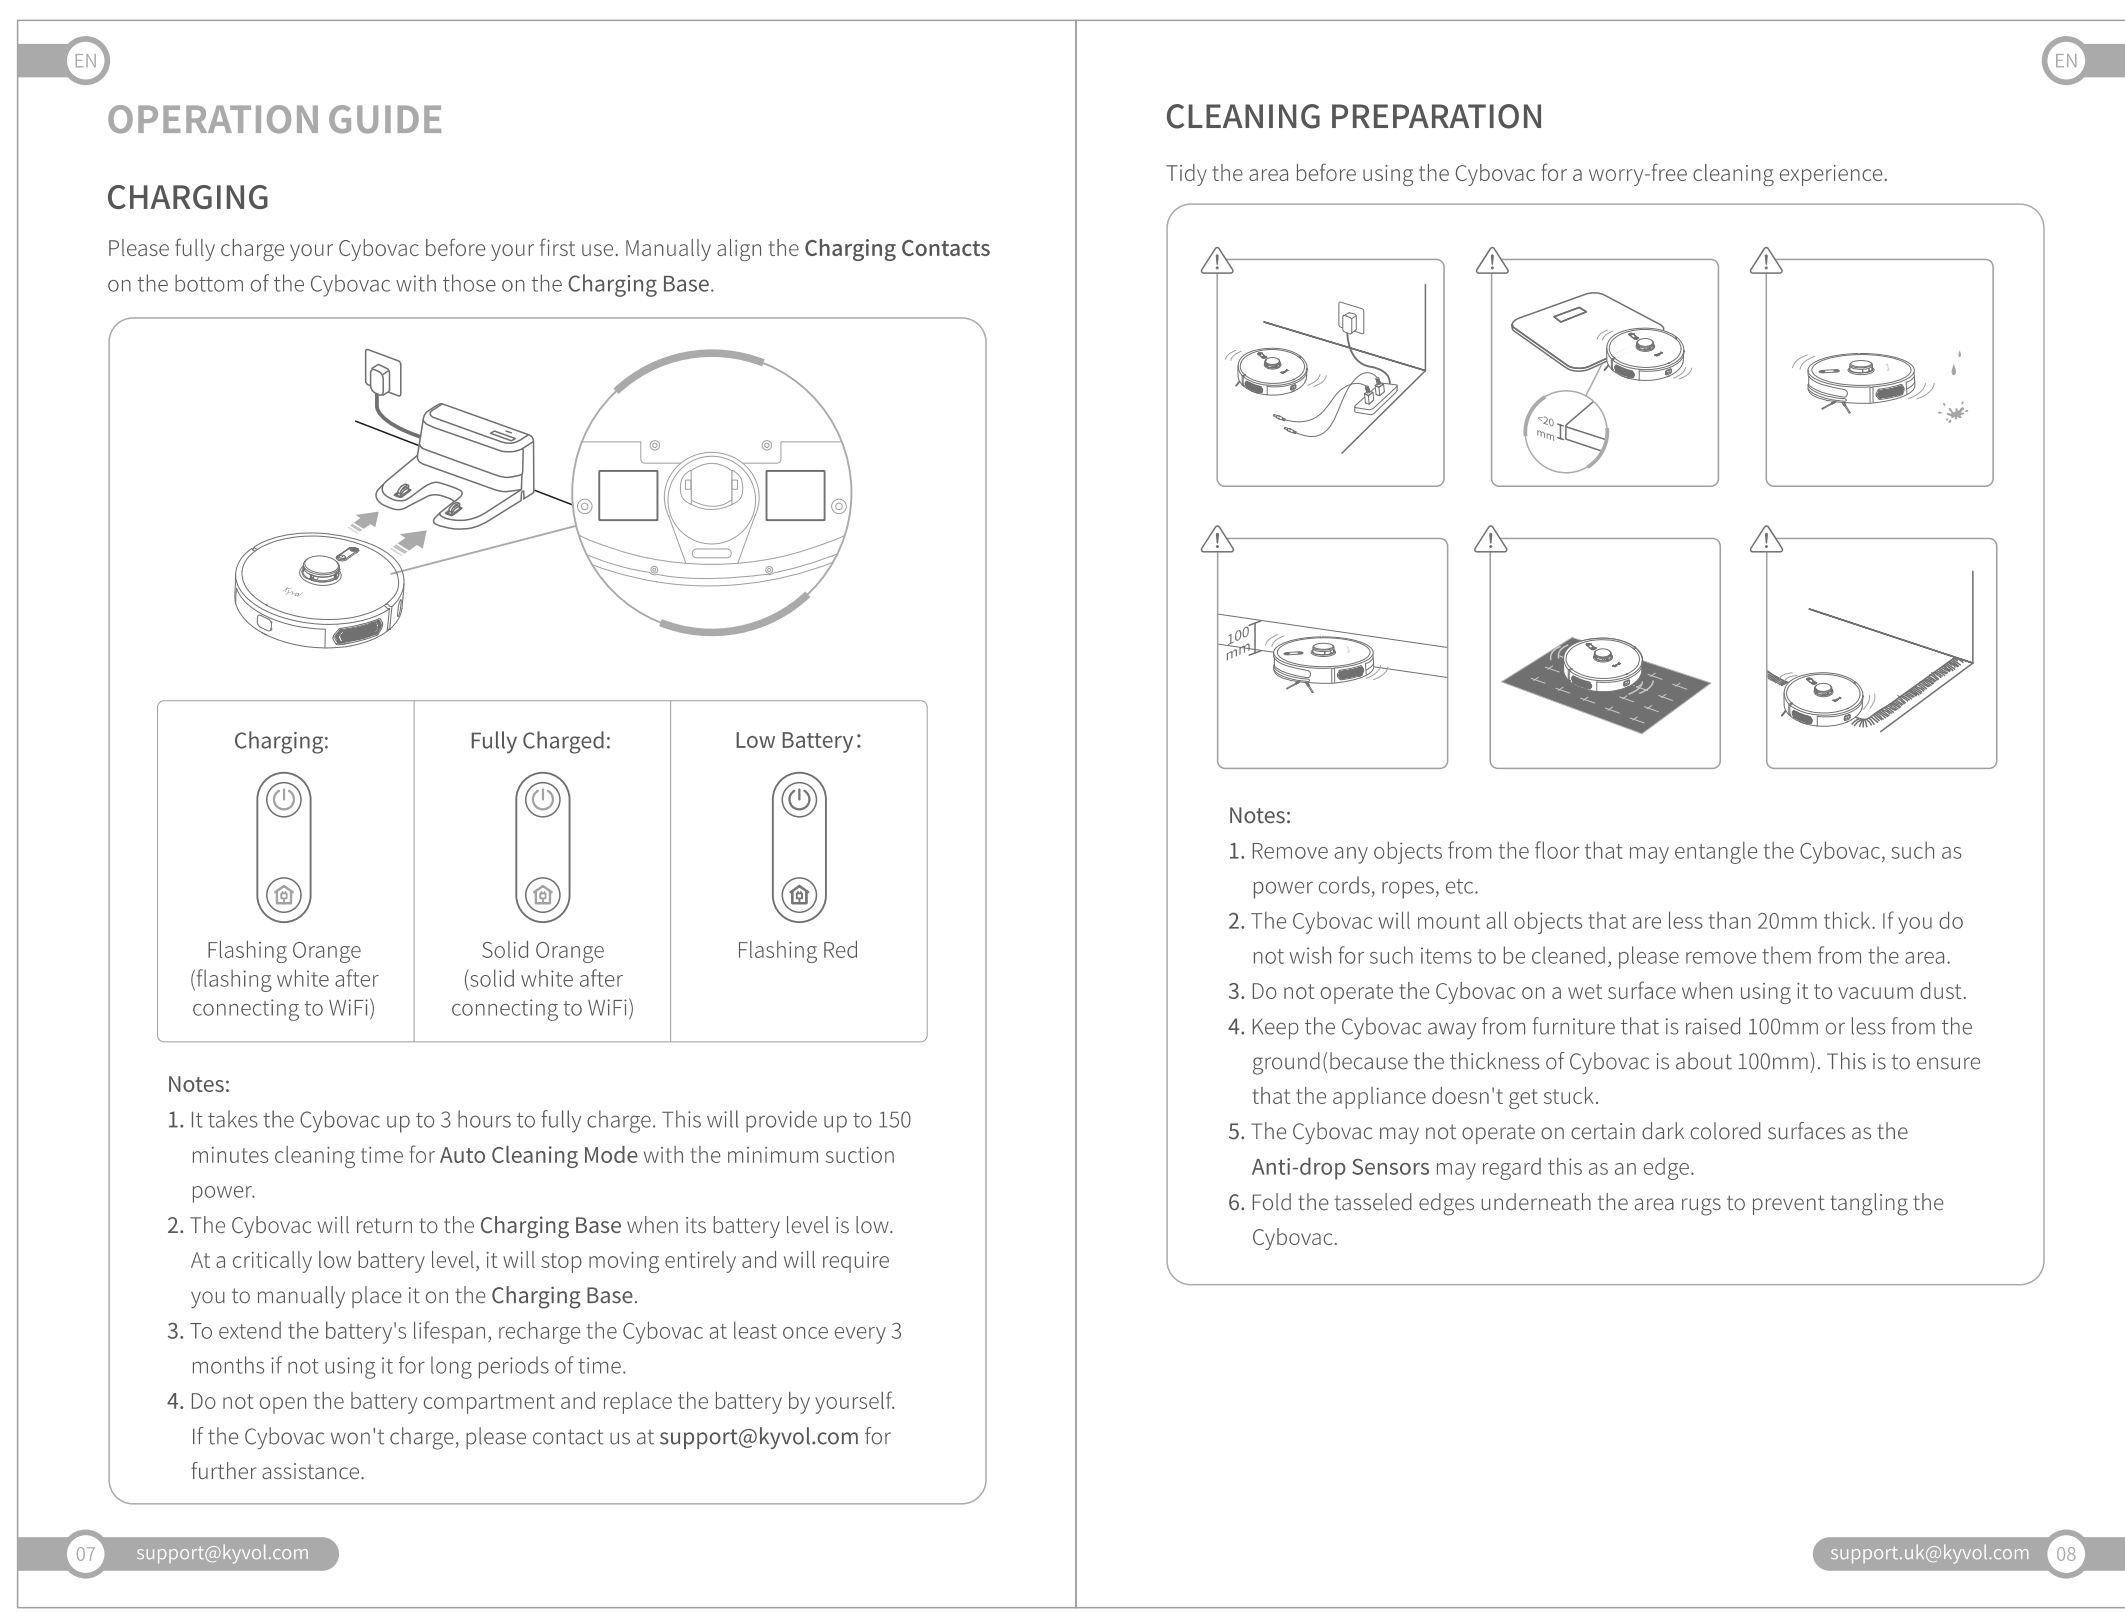 EN
OPERATION GUIDE
CHARGING
Please fully charge your Cybovac before your first use. Manually align the Charging Contacts
on the bottom of the Cybovac with those on the Charging Base.
Kyvol
Charging:
Fully Charged:
Low Battery:
Flashing Orange
(flashing white after
connecting to WiFi)
Solid Orange
(solid white after
connecting to WiFi)
Flashing Red
Notes:
1. It takes the Cybovac up to 3 hours to fully charge. This will provide up to 150
minutes cleaning time for Auto Cleaning Mode with the minimum suction
power.
2. The Cybovac will return to the Charging Base when its battery level is low.
At a critically low battery level, it will stop moving entirely and will require
you to manually place it on the Charging Base.
3. To extend the battery's lifespan, recharge the Cybovac at least once every 3
months if not using it for long periods of time.
4. Do not open the battery compartment and replace the battery by yourself.
If the Cybovac won't charge, please contact us at support@kyvol.com for
further assistance.
07
support@kyvol.com
EN
CLEANING PREPARATION
Tidy the area before using the Cybovac for a worry-free cleaning experience.
<20
mm
100
mm
Notes:
1. Remove any objects from the floor that may entangle the Cybovac, such as
power cords, ropes, etc.
2. The Cybovac will mount all objects that are less than 20mm thick. If you do
not wish for such items to be cleaned, please remove them from the area.
3. Do not operate the Cybovac on a wet surface when using it to vacuum dust.
4. Keep the Cybovac away from furniture that is raised 100mm or less from the
ground(because the thickness of Cybovac is about 100mm). This is to ensure
that the appliance doesn't get stuck.
5. The Cybovac may not operate on certain dark colored surfaces as the
Anti-drop Sensors may regard this as an edge.
6. Fold the tasseled edges underneath the area rugs to prevent tangling the
Cybovac.
support.uk@kyvol.com
08